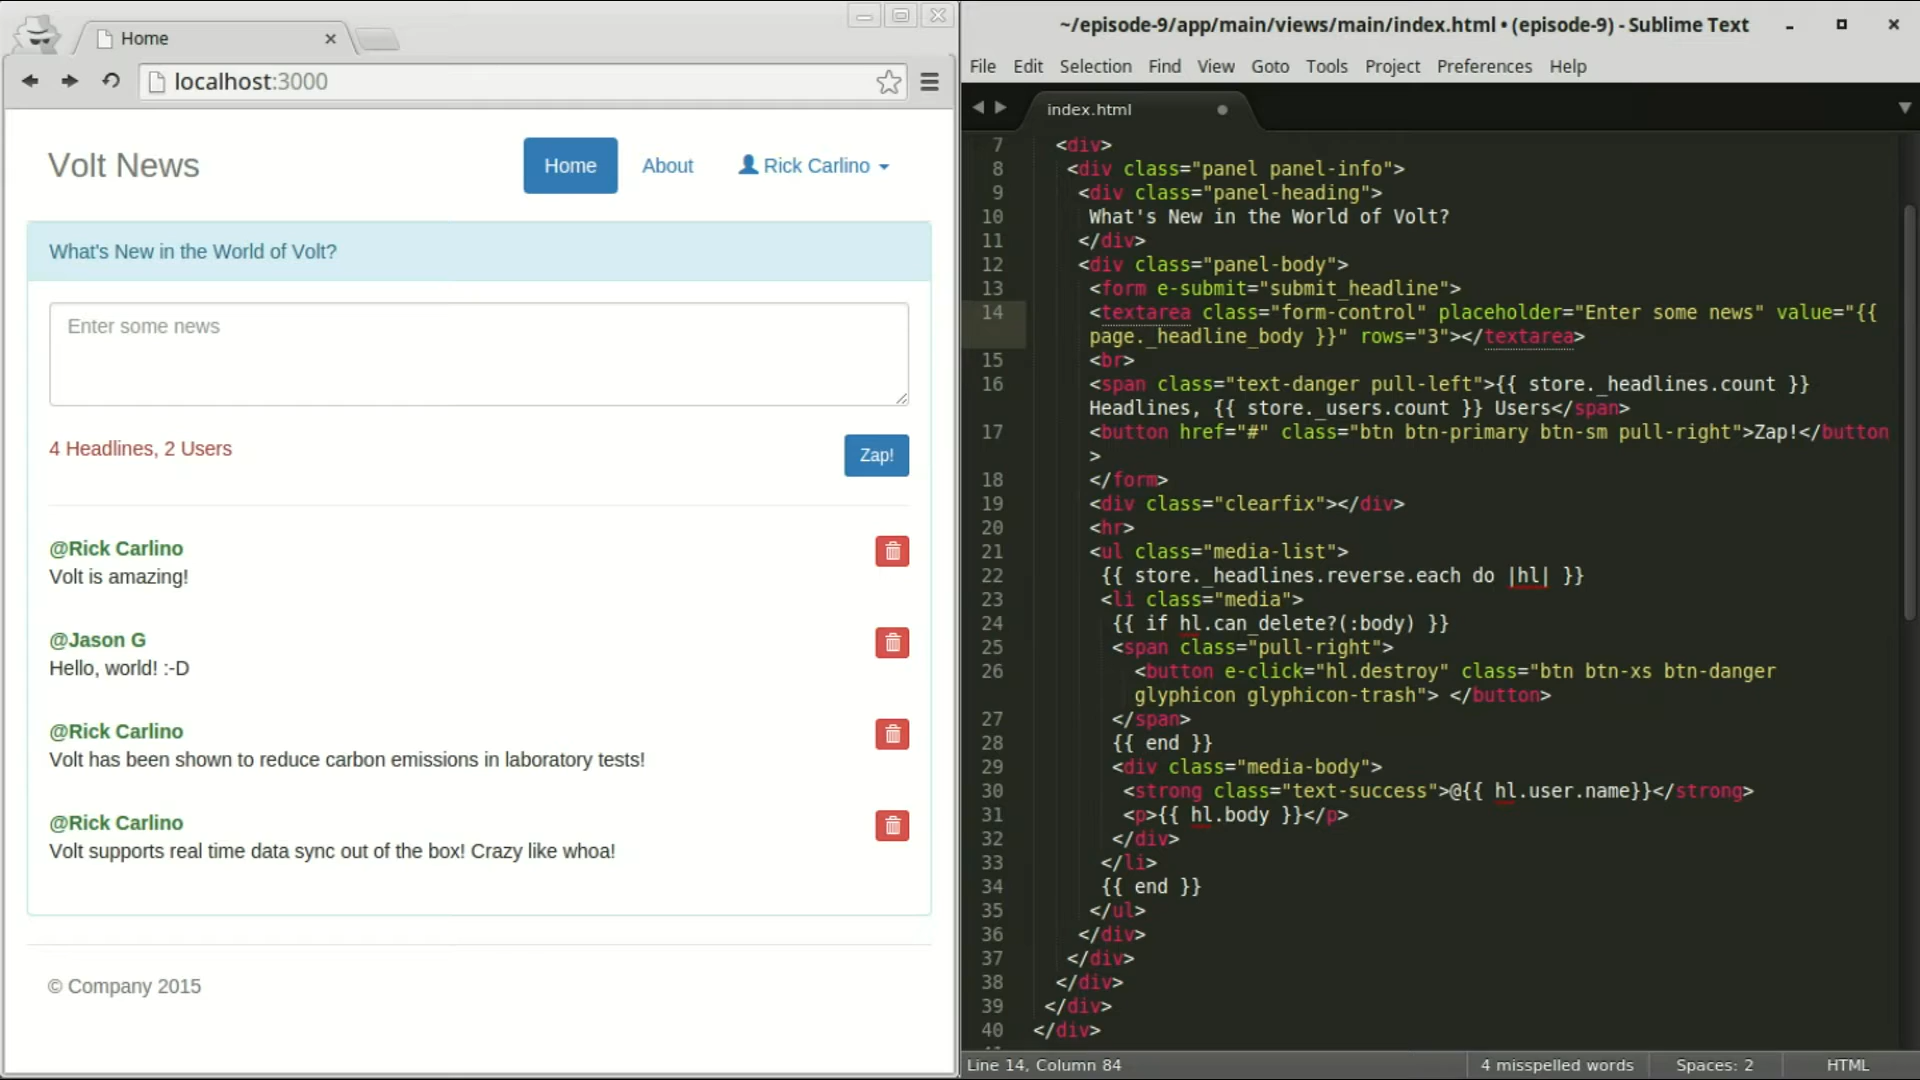 Home
localhost:3000
Volt News
Home
About
Rick Carlino
What's New in the World of Volt?
Enter some news
4 Headlines, 2 Users
Zap!
@Rick Carlino
Volt is amazing!
@Jason G
Hello, world! :-D
@Rick Carlino
Volt has been shown to reduce carbon emissions in laboratory tests!
@Rick Carlino
Volt supports real time data sync out of the box! Crazy like whoa!
© Company 2015
~/episode-9/app/main/views/main/index.html • (episode-9) - Sublime Text
File Edit Selection Find View Goto Tools Project Preferences Help
index.html
7 <div>
8 <div class="panel panel-info">
9 <div class="panel-heading">
10 What's New in the World of Volt?
11 </div>
12 <div class="panel-body">
13 <form e-submit="submit_headline">
14 <textarea class="form-control" placeholder="Enter some news" value="{{
page._headline_body }}" rows="3"></textarea>
15 <br>
16 <span class="text-danger pull-left">{{ store._headlines.count }}
Headlines, {{ store._users.count }} Users</span>
17 <button href="#" class="btn btn-primary btn-sm pull-right">Zap!</button
>
18 </form>
19 <div class="clearfix"></div>
20 <hr>
21 <ul class="media-list">
22 {{ store._headlines.reverse.each do |hl| }}
23 <li class="media">
24 {{ if hl.can_delete?(:body) }}
25 <span class="pull-right">
26 <button e-click="hl.destroy" class="btn btn-xs btn-danger
glyphicon glyphicon-trash"> </button>
27 </span>
28 {{ end }}
29 <div class="media-body">
30 <strong class="text-success">@{{ hl.user.name}}</strong>
31 <p>{{ hl.body }}</p>
32 </div>
33 </li>
34 {{ end }}
35 </ul>
36 </div>
37 </div>
38 </div>
39 </div>
40 </div>
Line 14, Column 84
4 misspelled words
Spaces: 2
HTML